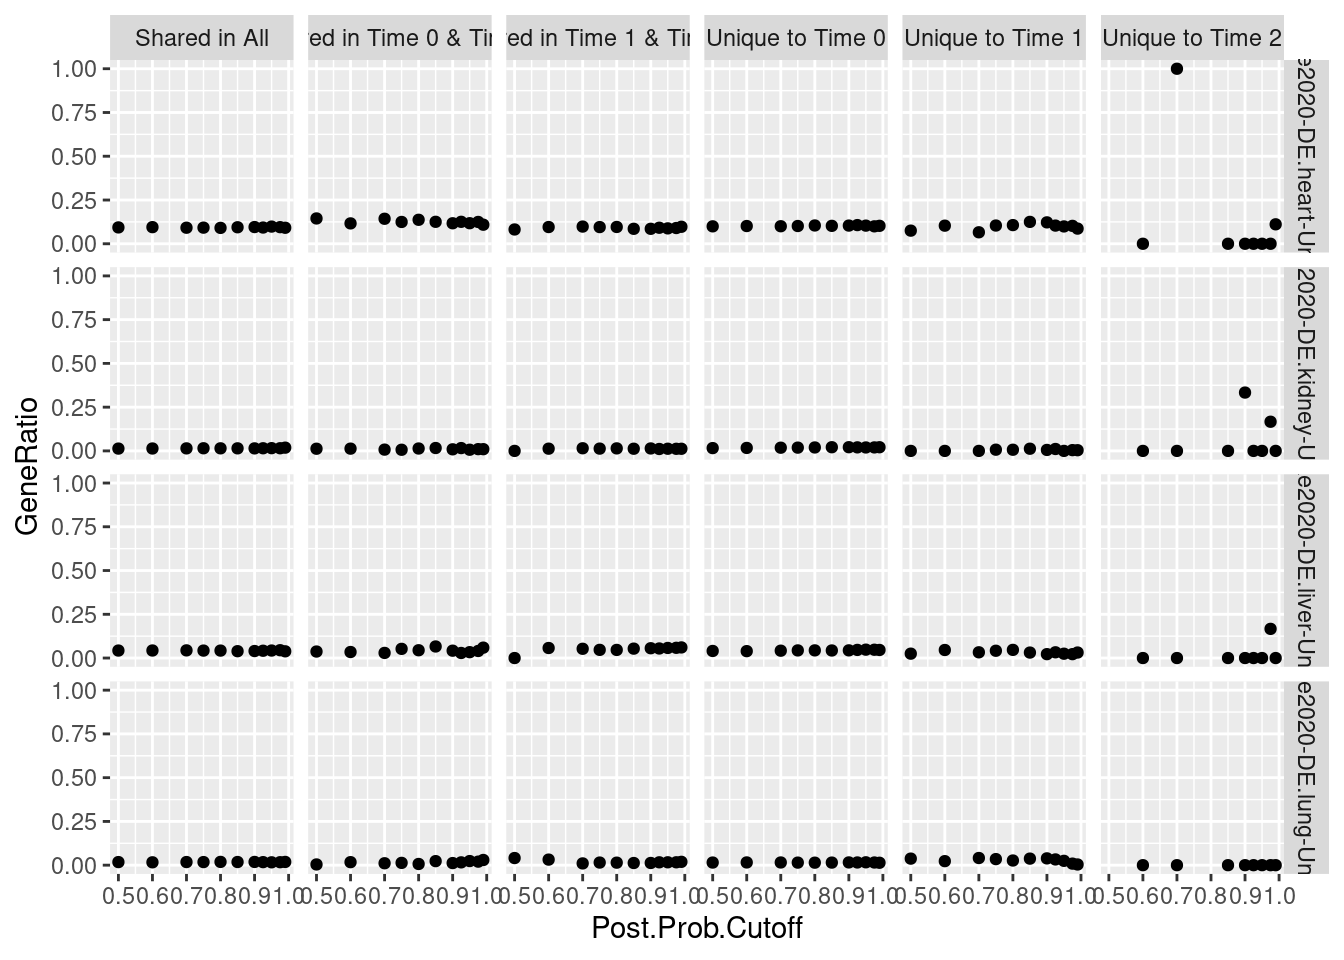 Shared in All
red in Time 0 & Tir
red in Time 1 & Tir
Unique to Time 0
Unique to Time 1
Unique to Time 2
1.00
0.75
0.50
0.25
0.00
e2020-DE.heart-Ur
1.00
0.75
0.50
0.25
0.00
2020-DE.kidney-U
1.00
0.75
0.50
0.25
0.00
e2020-DE.liver-Un
1.00
0.75
0.50
0.25
0.00
e2020-DE.lung-Un
GeneRatio
0.50.60.70.80.91.0
0.50.60.70.80.91.0
0.50.60.70.80.91.0
0.50.60.70.80.91.0
0.50.60.70.80.91.0
0.50.60.70.80.91.0
Post.Prob.Cutoff